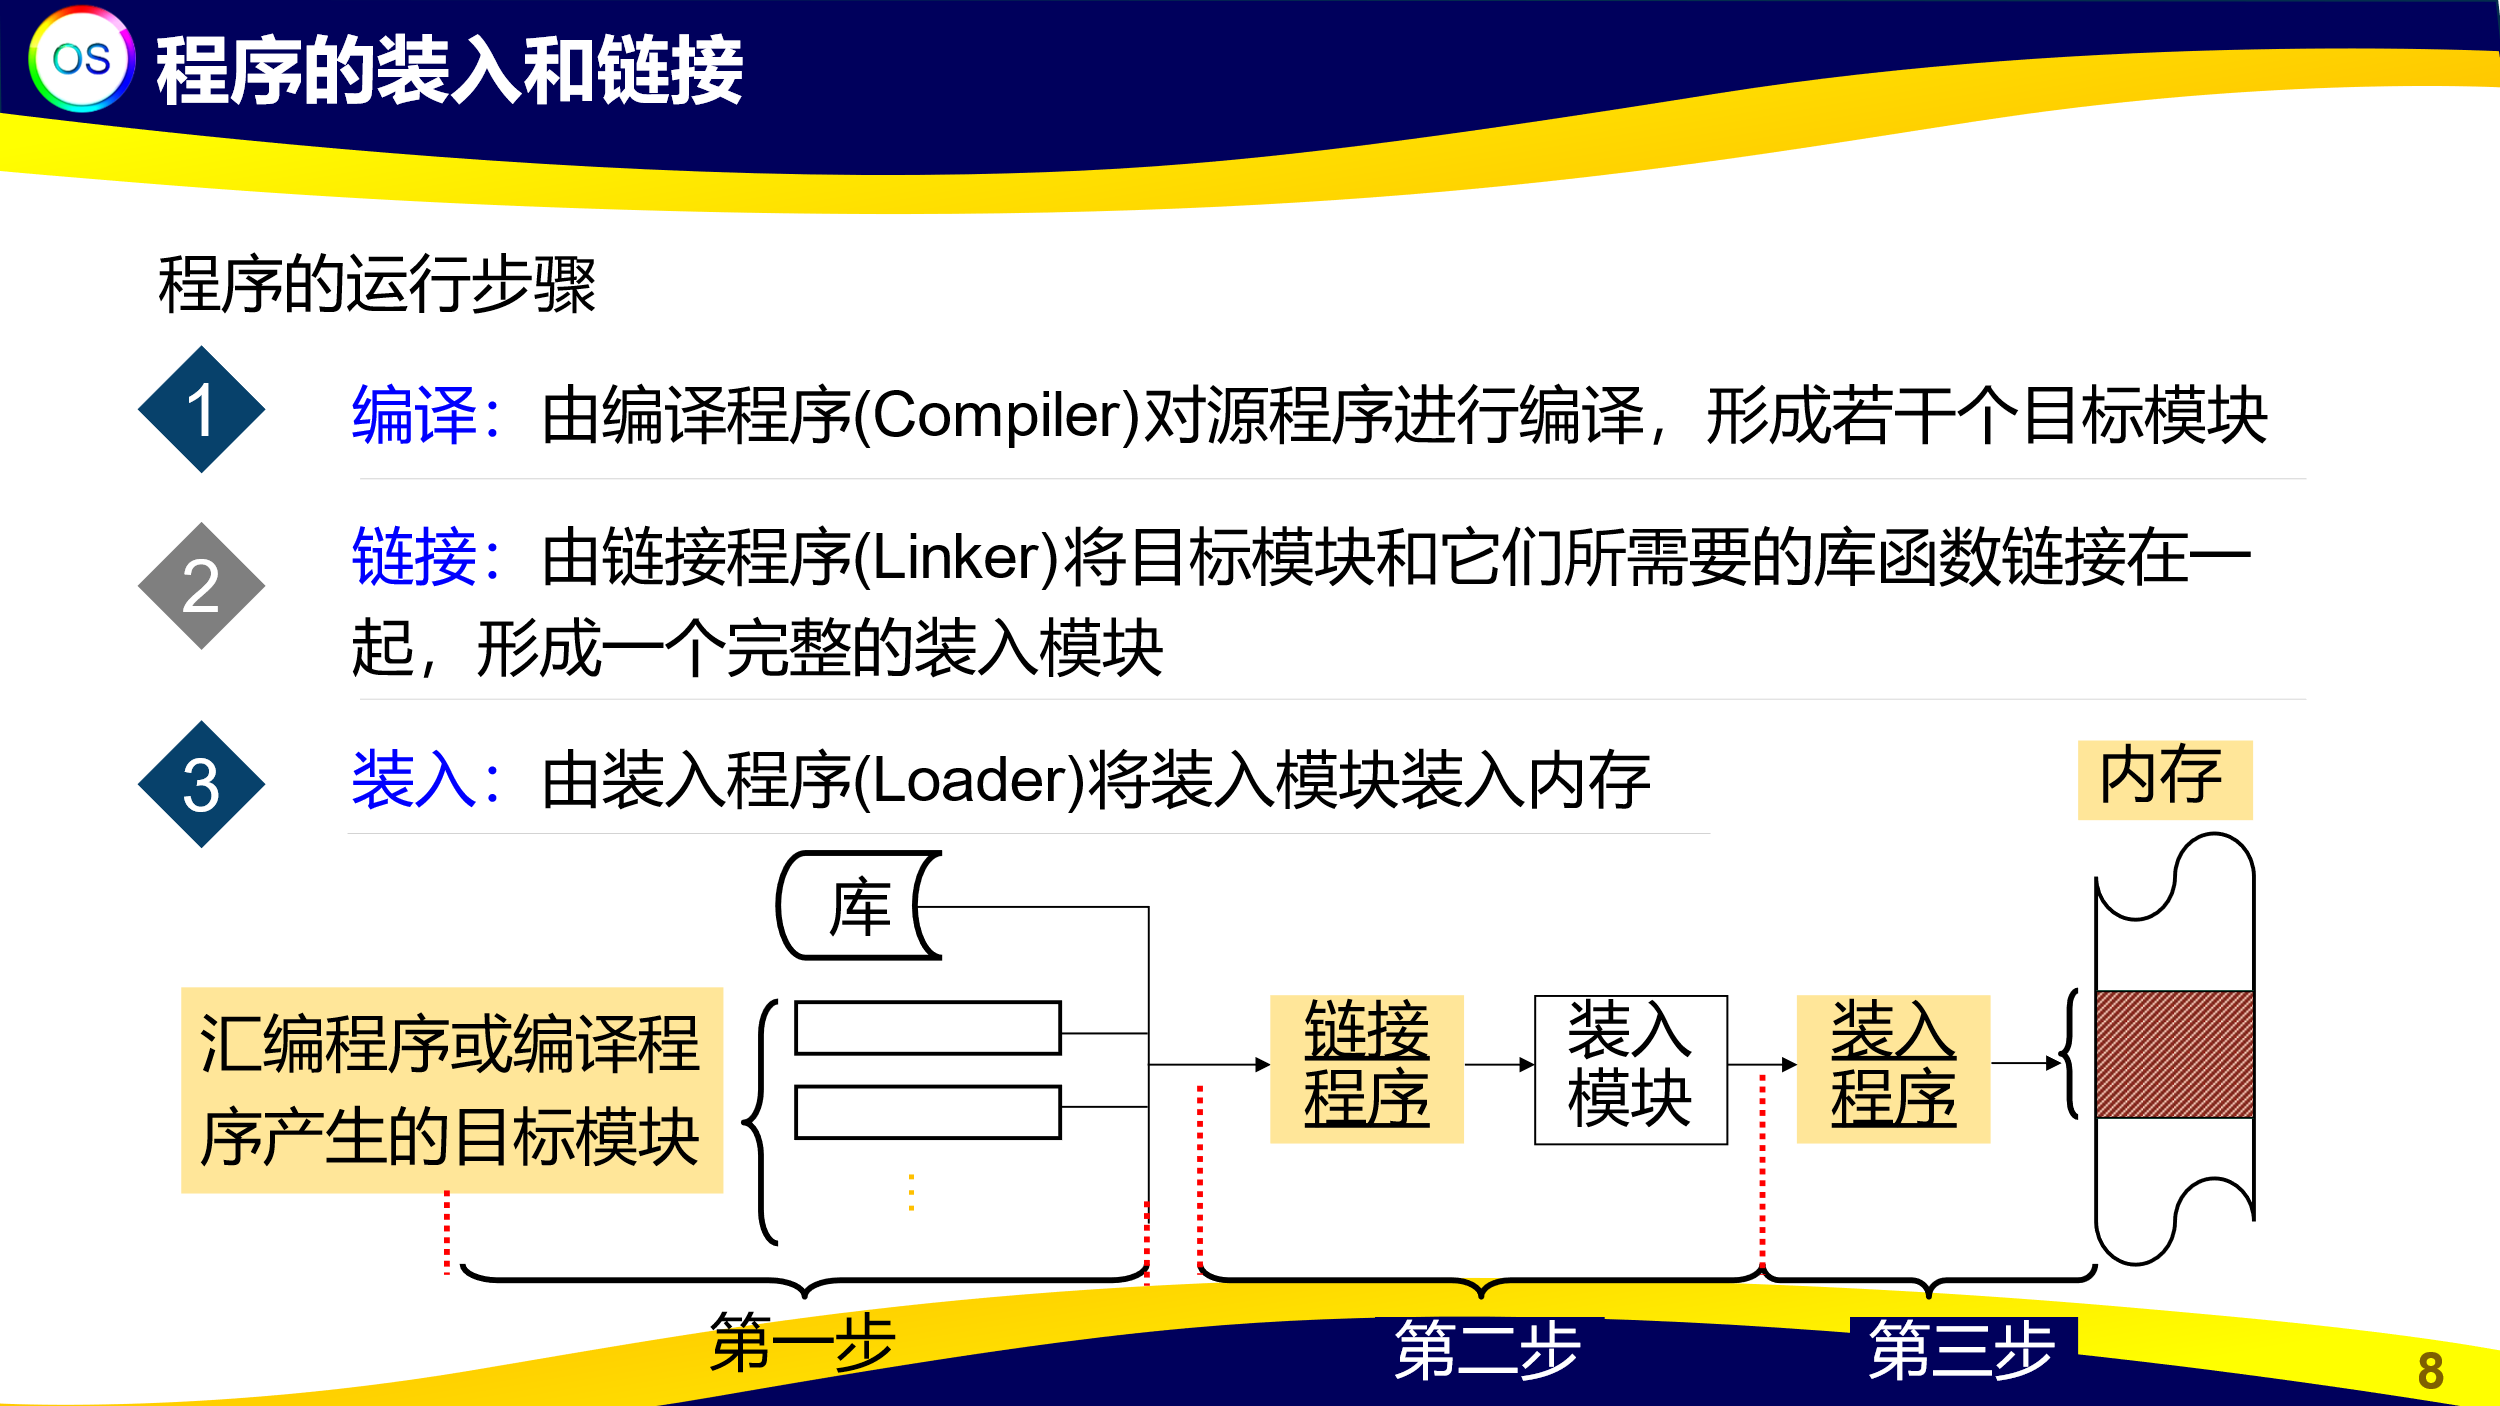 OS
程序的装入和链接
程序的运行步骤
1
编译：由编译程序(Compiler)对源程序进行编译，形成若干个目标模块
2
链接：由链接程序(Linker)将目标模块和它们所需要的库函数链接在一
起，形成一个完整的装入模块
3
装入：由装入程序(Loader)将装入模块装入内存
内存
库
汇编程序或编译程
序产生的目标模块
链接
程序
装入
模块
装入
程序
第一步
第二步
第三步
8